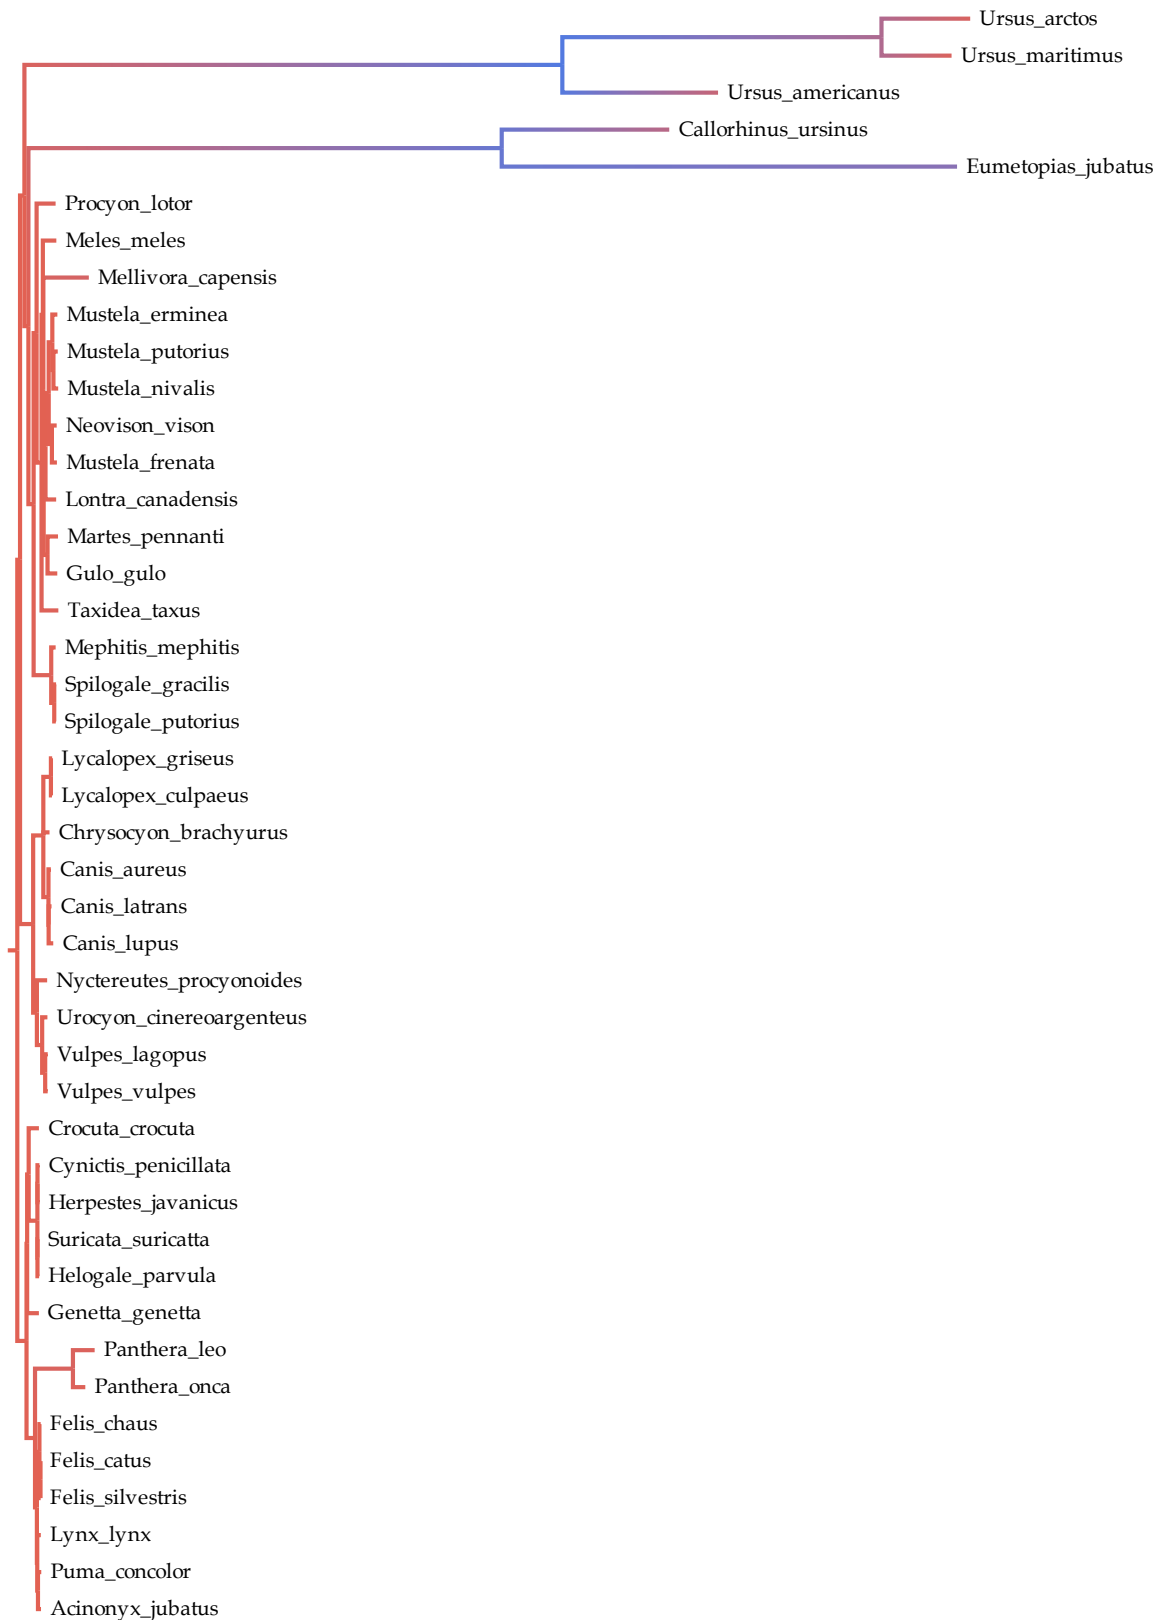 Ursus_arctos
Ursus_maritimus
Ursus_americanus
Callorhinus_ursinus
Eumetopias_jubatus
Procyon_lotor
Meles_meles
Mellivora_capensis
Mustela_erminea
Mustela_putorius
Mustela_nivalis
Neovison_vison
Mustela_frenata
Lontra_canadensis
Martes_pennanti
Gulo_gulo
Taxidea_taxus
Mephitis_mephitis
Spilogale_gracilis
Spilogale_putorius
Lycalopex_griseus
Lycalopex_culpaeus
Chrysocyon_brachyurus
Canis_aureus
Canis_latrans
Canis_lupus
Nyctereutes_procyonoides
Urocyon_cinereoargenteus
Vulpes_lagopus
Vulpes_vulpes
Crocuta_crocuta
Cynictis_penicillata
Herpestes_javanicus
Suricata_suricatta
Helogale_parvula
Genetta_genetta
Panthera_leo
Panthera_onca
Felis_chaus
Felis_catus
Felis_silvestris
Lynx_lynx
Puma_concolor
Acinonyx_jubatus